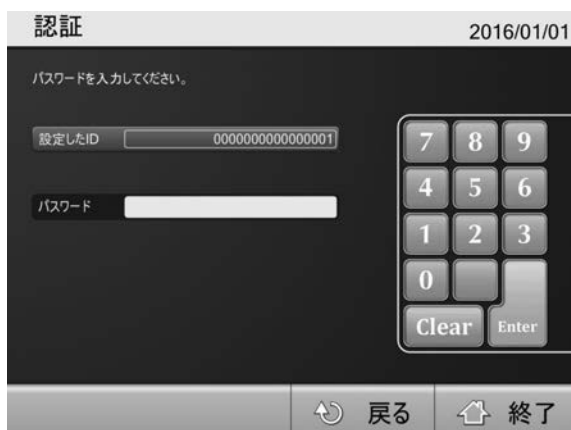 認証 2016/01/01
パスワードを入力してください。
設定したID 0000000000000001
パスワード
7 8 9
4 5 6
1 2 3
0
Clear Enter
戻る 終了